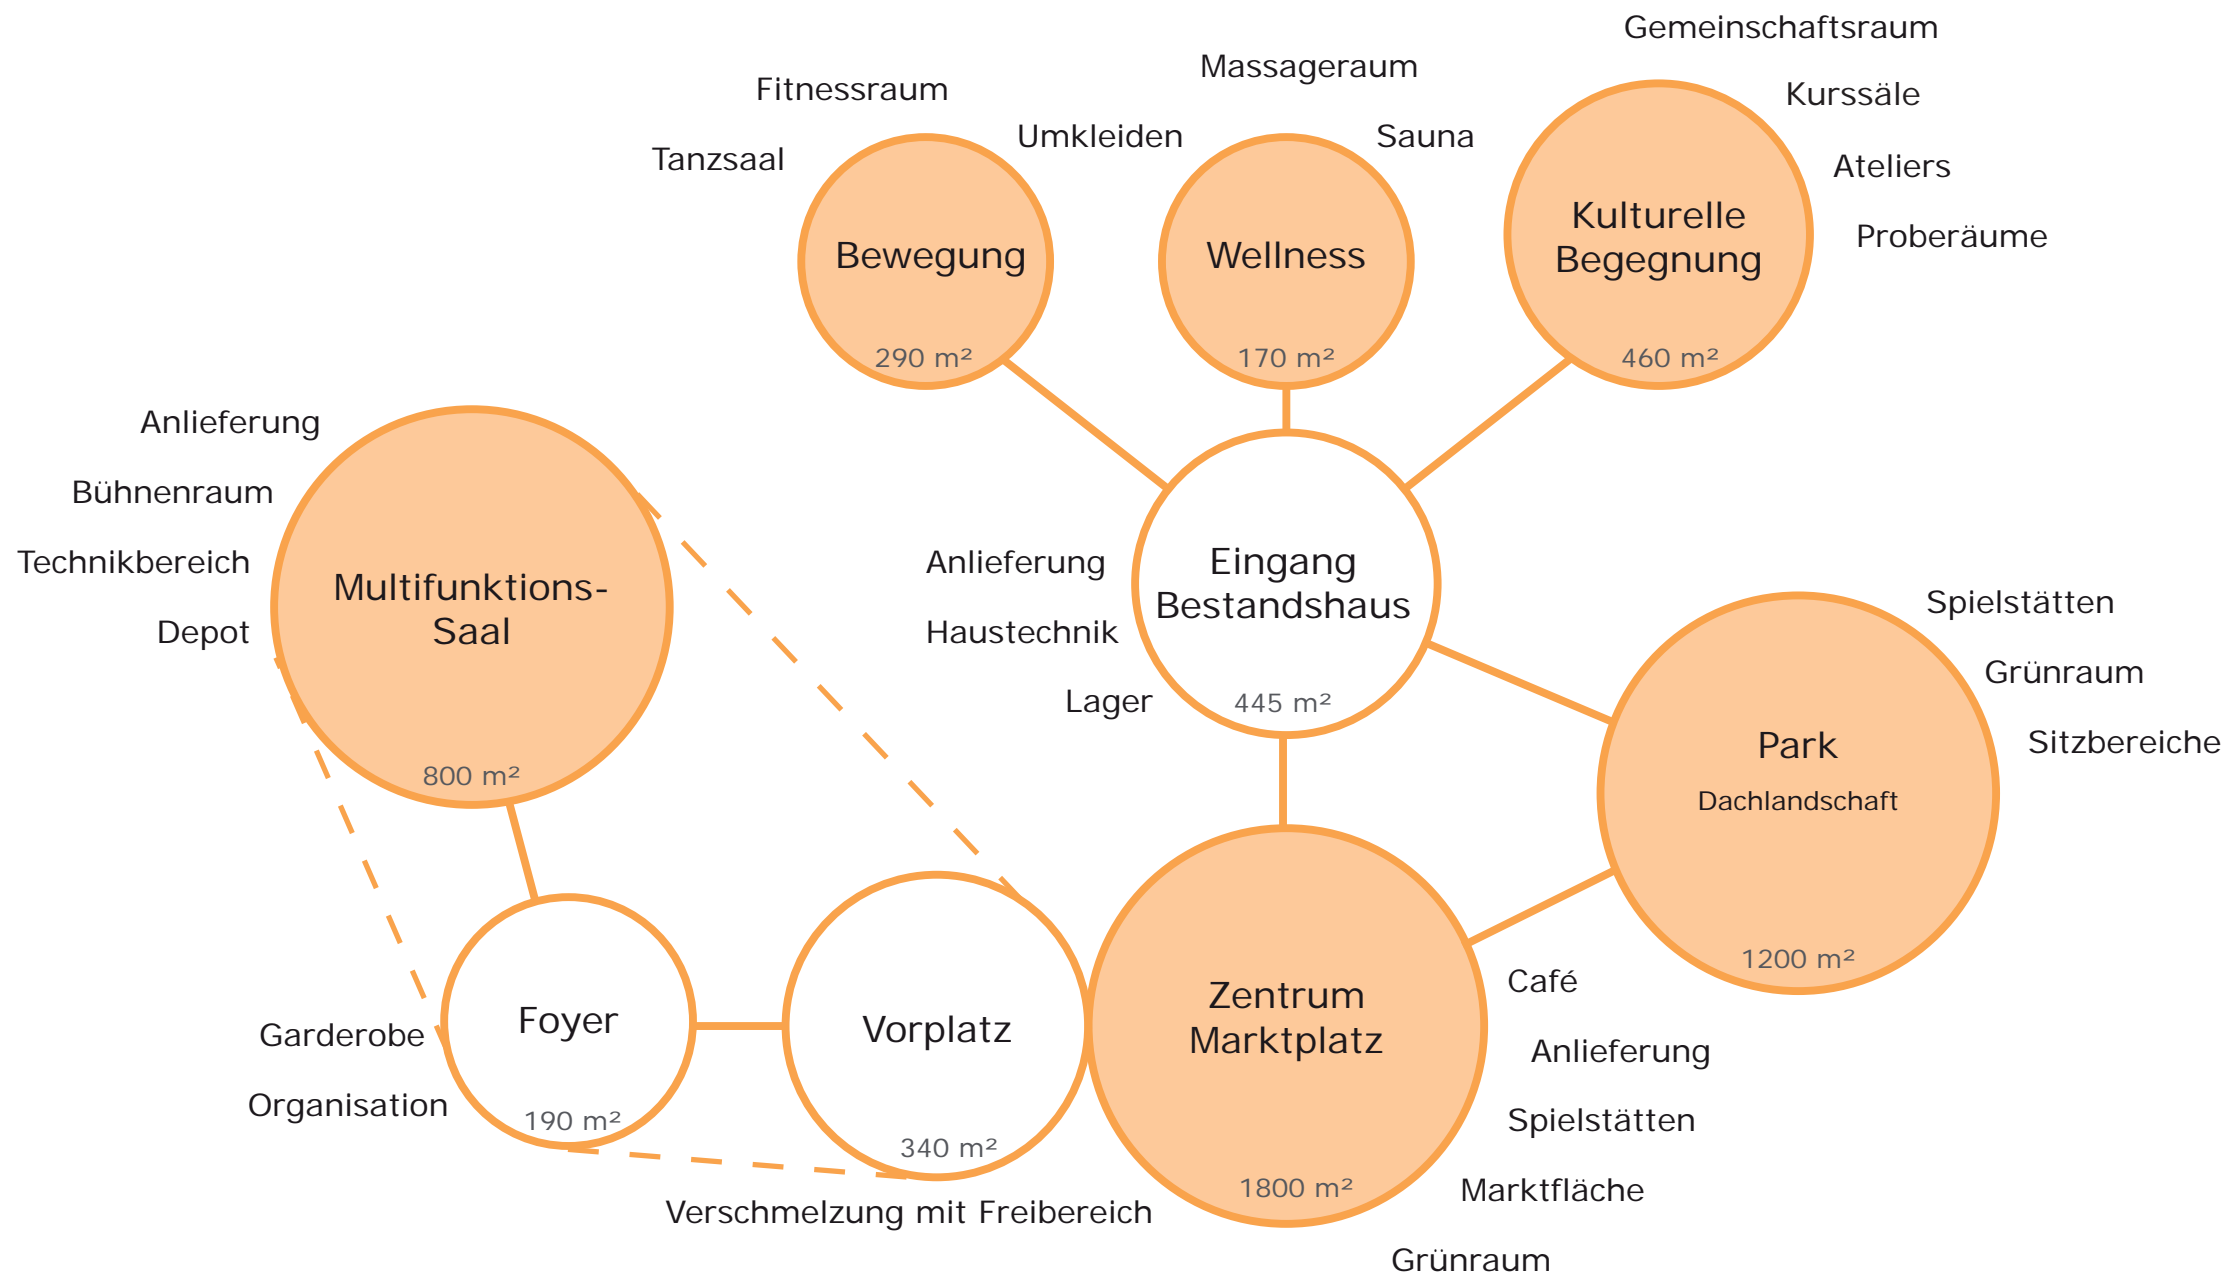 Gemeinschaftsraum
Massageraum
Fitnessraum
Kurssäle
Umkleiden
Sauna
Tanzsaal
Ateliers
Kulturelle
Begegnung
Proberäume
Bewegung
Wellness
290 m²
170 m²
460 m²
Anlieferung
Bühnenraum
Technikbereich
Depot
Multifunktions-
Saal
800 m²
Anlieferung
Haustechnik
Lager
Eingang
Bestandshaus
445 m²
Spielstätten
Grünraum
Sitzbereiche
Park
Dachlandschaft
1200 m²
Garderobe
Organisation
Foyer
190 m²
Vorplatz
340 m²
Verschmelzung mit Freibereich
Zentrum
Marktplatz
1800 m²
Café
Anlieferung
Spielstätten
Marktfläche
Grünraum